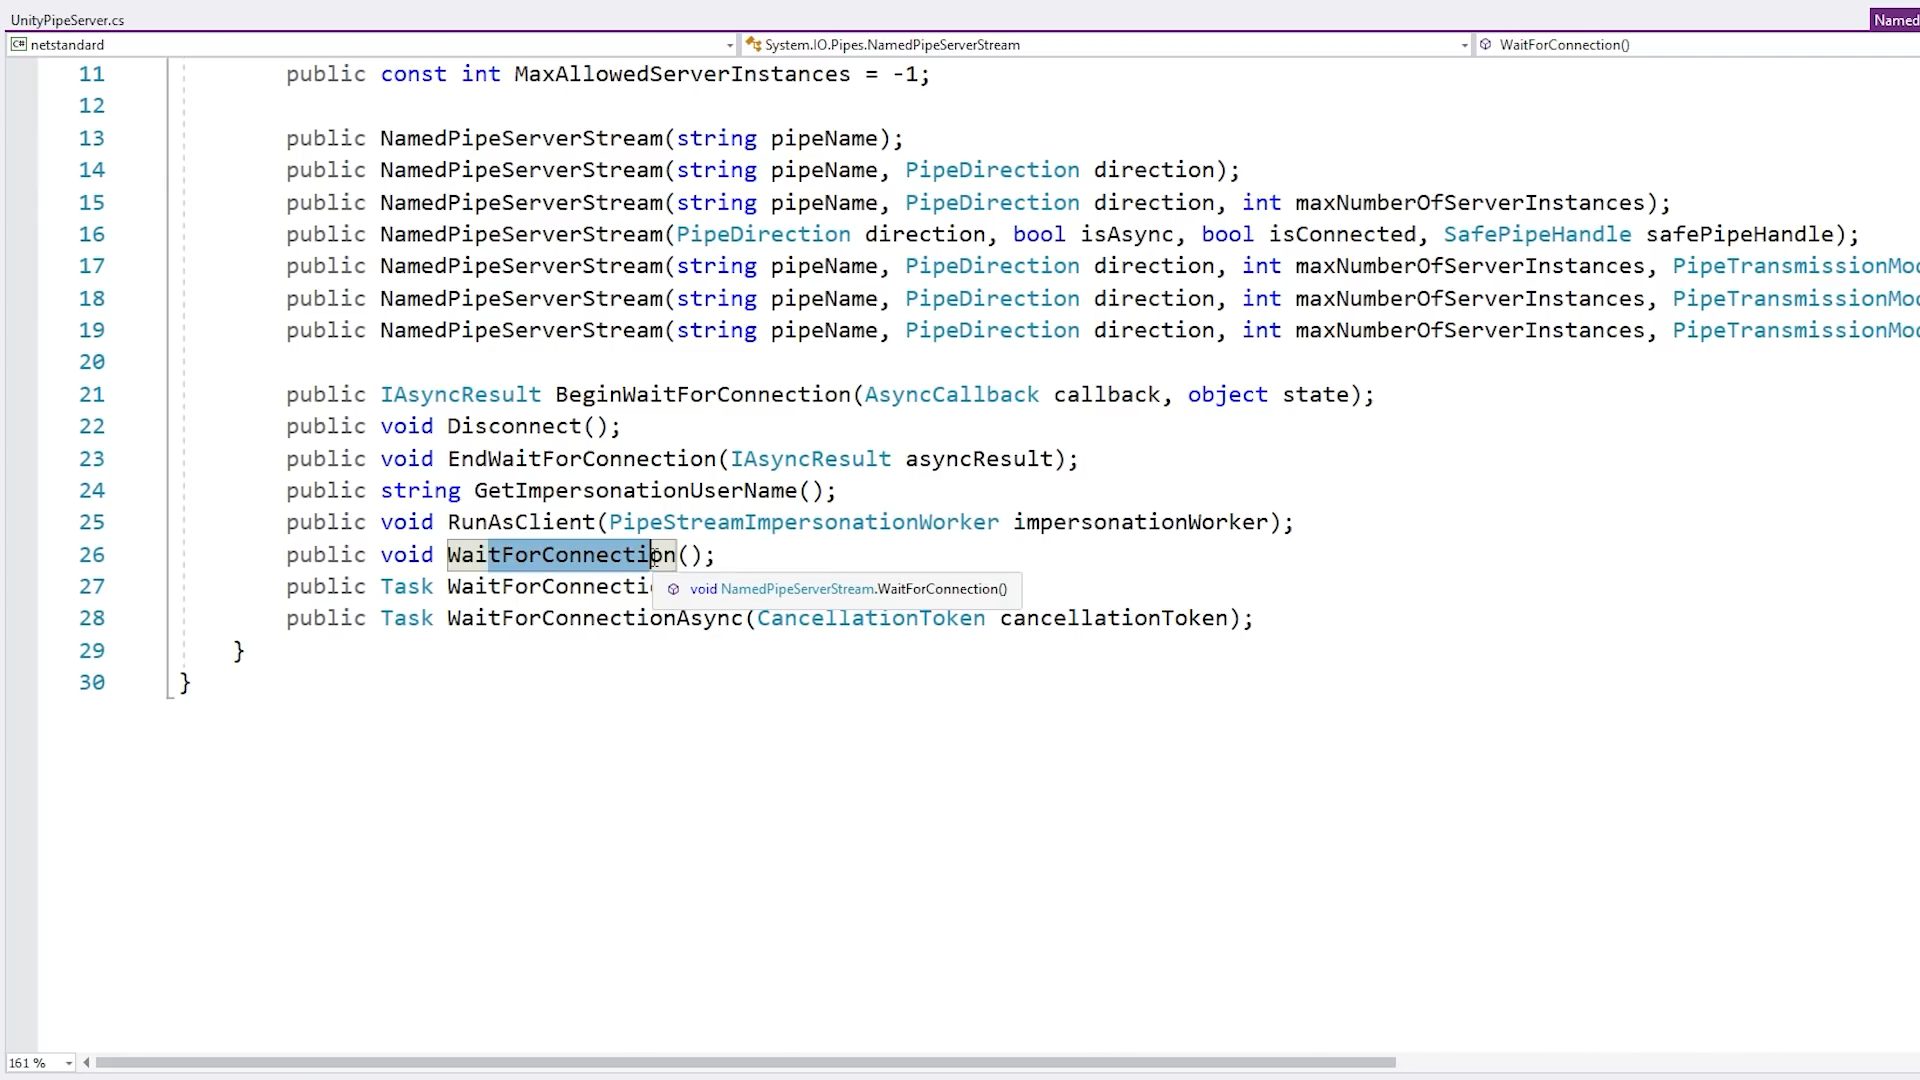 UnityPipeServer.cs
Named
C# netstandard
System.IO.Pipes.NamedPipeServerStream
WaitForConnection()
11 public const int MaxAllowedServerInstances = -1;
12
13 public NamedPipeServerStream(string pipeName);
14 public NamedPipeServerStream(string pipeName, PipeDirection direction);
15 public NamedPipeServerStream(string pipeName, PipeDirection direction, int maxNumberOfServerInstances);
16 public NamedPipeServerStream(PipeDirection direction, bool isAsync, bool isConnected, SafePipeHandle safePipeHandle);
17 public NamedPipeServerStream(string pipeName, PipeDirection direction, int maxNumberOfServerInstances, PipeTransmissionMo
18 public NamedPipeServerStream(string pipeName, PipeDirection direction, int maxNumberOfServerInstances, PipeTransmissionMo
19 public NamedPipeServerStream(string pipeName, PipeDirection direction, int maxNumberOfServerInstances, PipeTransmissionMo
20
21 public IAsyncResult BeginWaitForConnection(AsyncCallback callback, object state);
22 public void Disconnect();
23 public void EndWaitForConnection(IAsyncResult asyncResult);
24 public string GetImpersonationUserName();
25 public void RunAsClient(PipeStreamImpersonationWorker impersonationWorker);
26 public void WaitForConnection();
27 Task WaitForConnecti
void NamedPipeServerStream.WaitForConnection()
28 public Task WaitForConnectionAsync(CancellationToken cancellationToken);
29 }
30 }
161 %